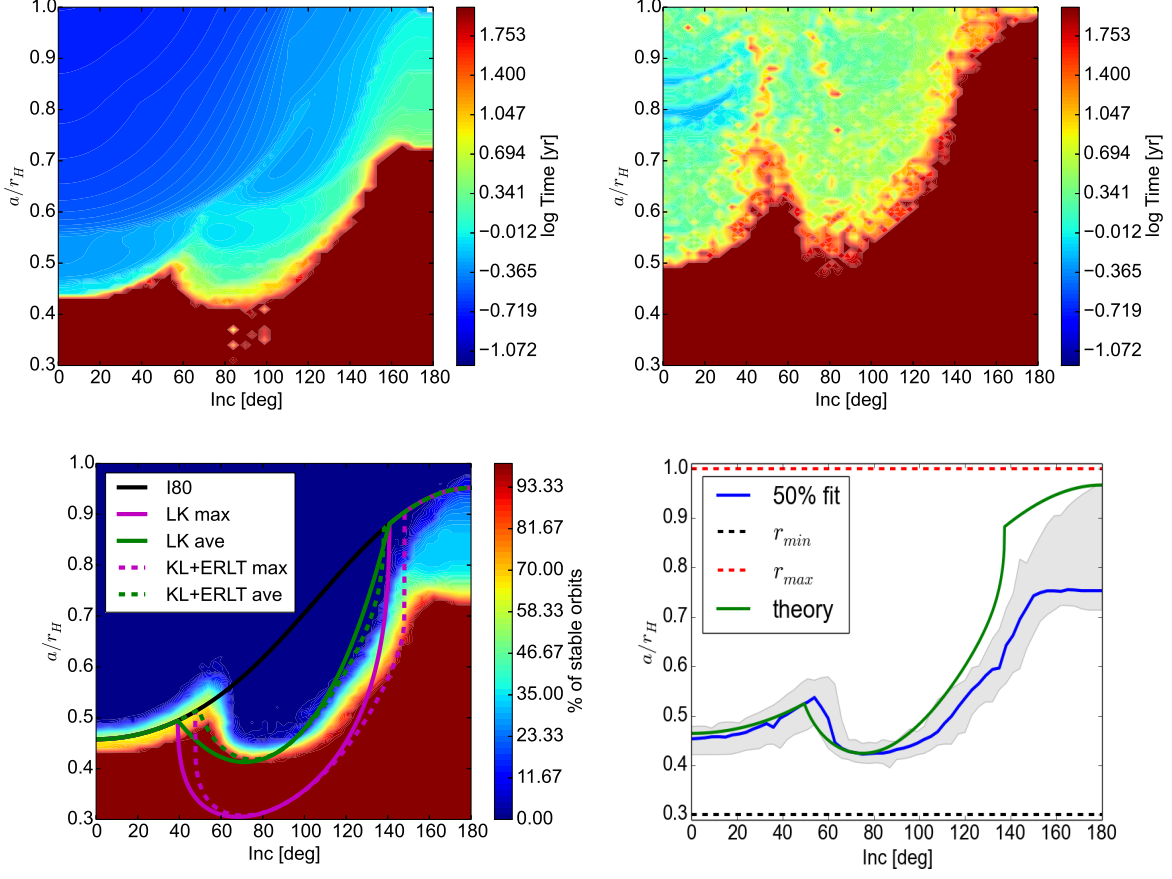 1.0
0.9
0.8
0.7
0.6
0.5
0.4
0.3
a/r_H
0 20 40 60 80 100 120 140 160 180
Inc [deg]
1.753
1.400
1.047
0.694
0.341
−0.012
−0.365
−0.719
−1.072
log Time [yr]
1.0
0.9
0.8
0.7
0.6
0.5
0.4
0.3
a/r_H
0 20 40 60 80 100 120 140 160 180
Inc [deg]
1.753
1.400
1.047
0.694
0.341
−0.012
−0.365
−0.719
−1.072
log Time [yr]
1.0
0.9
0.8
0.7
0.6
0.5
0.4
0.3
a/r_H
I80
LK max
LK ave
KL+ERLT max
KL+ERLT ave
0 20 40 60 80 100 120 140 160 180
Inc [deg]
93.33
81.67
70.00
58.33
46.67
35.00
23.33
11.67
0.00
% of stable orbits
1.0
0.9
0.8
0.7
0.6
0.5
0.4
0.3
a/r_H
50% fit
r_min
r_max
theory
0 20 40 60 80 100 120 140 160 180
Inc [deg]